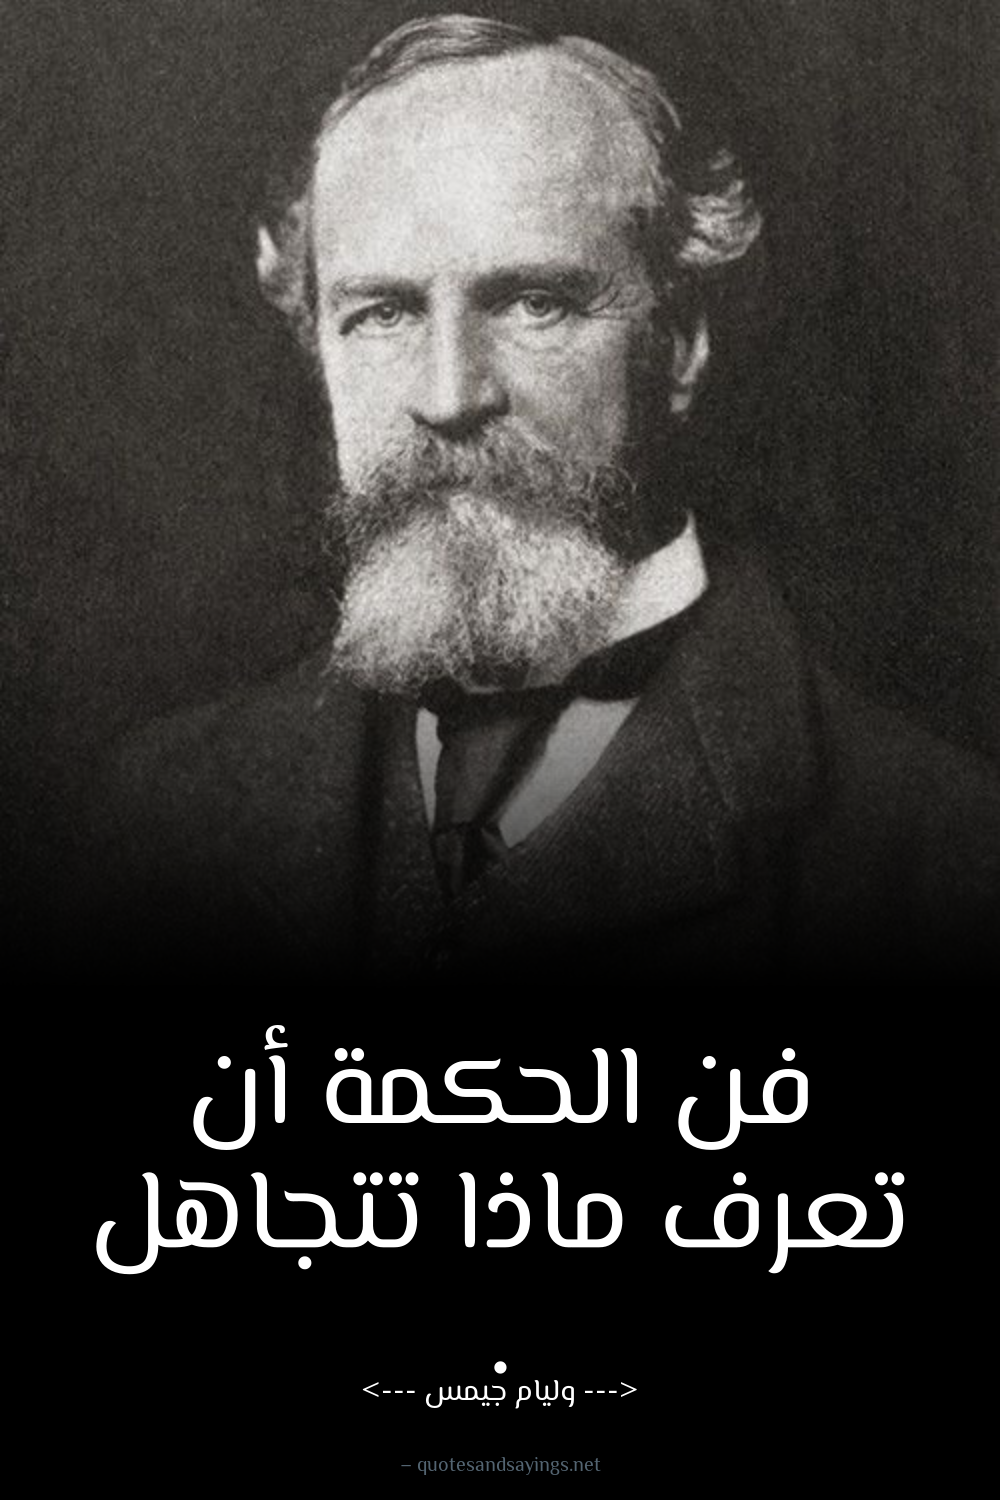 فن الحكمة أن
تعرف ماذا تتجاهل
<--- وليام جيمس --->
– quotesandsayings.net